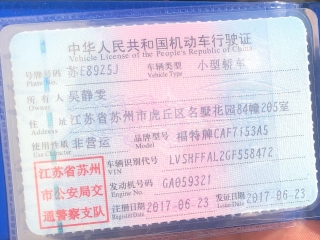 中华人民共和国机动车行驶证
Vehicle License of the People's Republic of China
号牌号码 苏E89Z5J 车辆类型 小型轿车
Plate No. Vehicle Type
所有人 吴静雯
Owner
住址 江苏省苏州市虎丘区名墅花园84幢205室
Address
使用性质 非营运 品牌型号 福特牌CAF7153A5
Use Character Model
江苏省苏州
市公安局交
通警察支队
车辆识别代号 LVSHFFAL2GF558472
VIN
发动机号码 GA059321
Engine No.
注册日期 2017-06-23 发证日期 2017-06-23
Register Date Issue Date